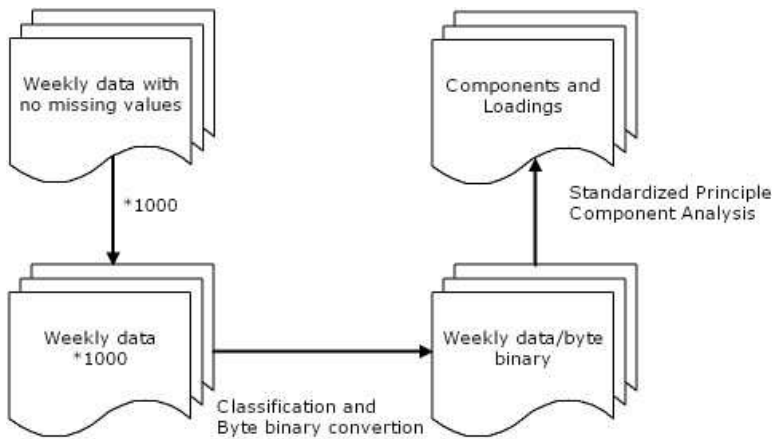 Weekly data with
no missing values
Components and
Loadings
*1000
Standardized Principle
Component Analysis
Weekly data
*1000
Weekly data/byte
binary
Classification and
Byte binary convertion